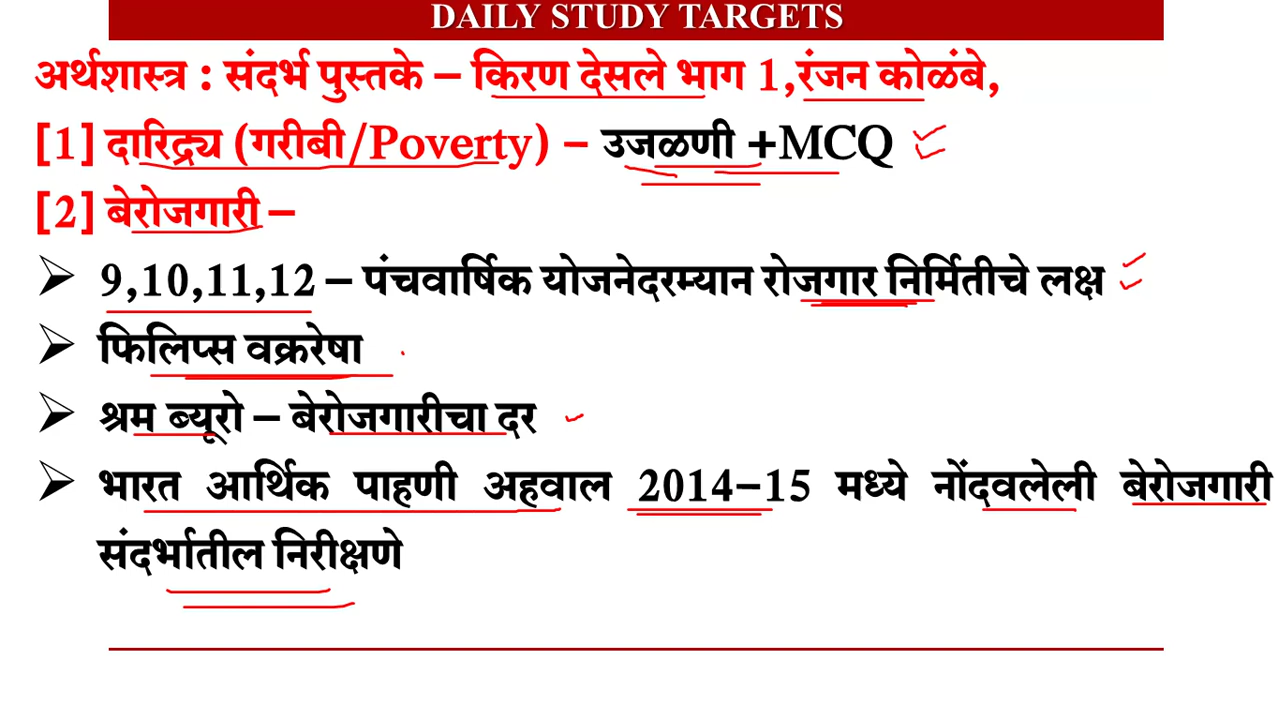 DAILY STUDY TARGETS
अर्थशास्त्र : संदर्भ पुस्तके – किरण देसले भाग 1,रंजन कोळंबे,
[1] दारिद्र्य (गरीबी/Poverty) – उजळणी +MCQ
[2] बेरोजगारी –
➢ 9,10,11,12 – पंचवार्षिक योजनेदरम्यान रोजगार निर्मितीचे लक्ष
➢ फिलिप्स वक्ररेषा
➢ श्रम ब्यूरो – बेरोजगारीचा दर
➢ भारत आर्थिक पाहणी अहवाल 2014–15 मध्ये नोंदवलेली बेरोजगारी
संदर्भातील निरीक्षणे